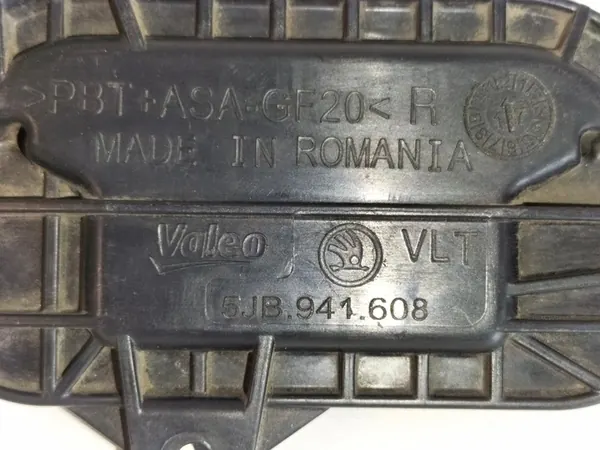 >PBT+ASA-GF20< R
MADE IN ROMANIA
Valeo VLT
5JB.941.608